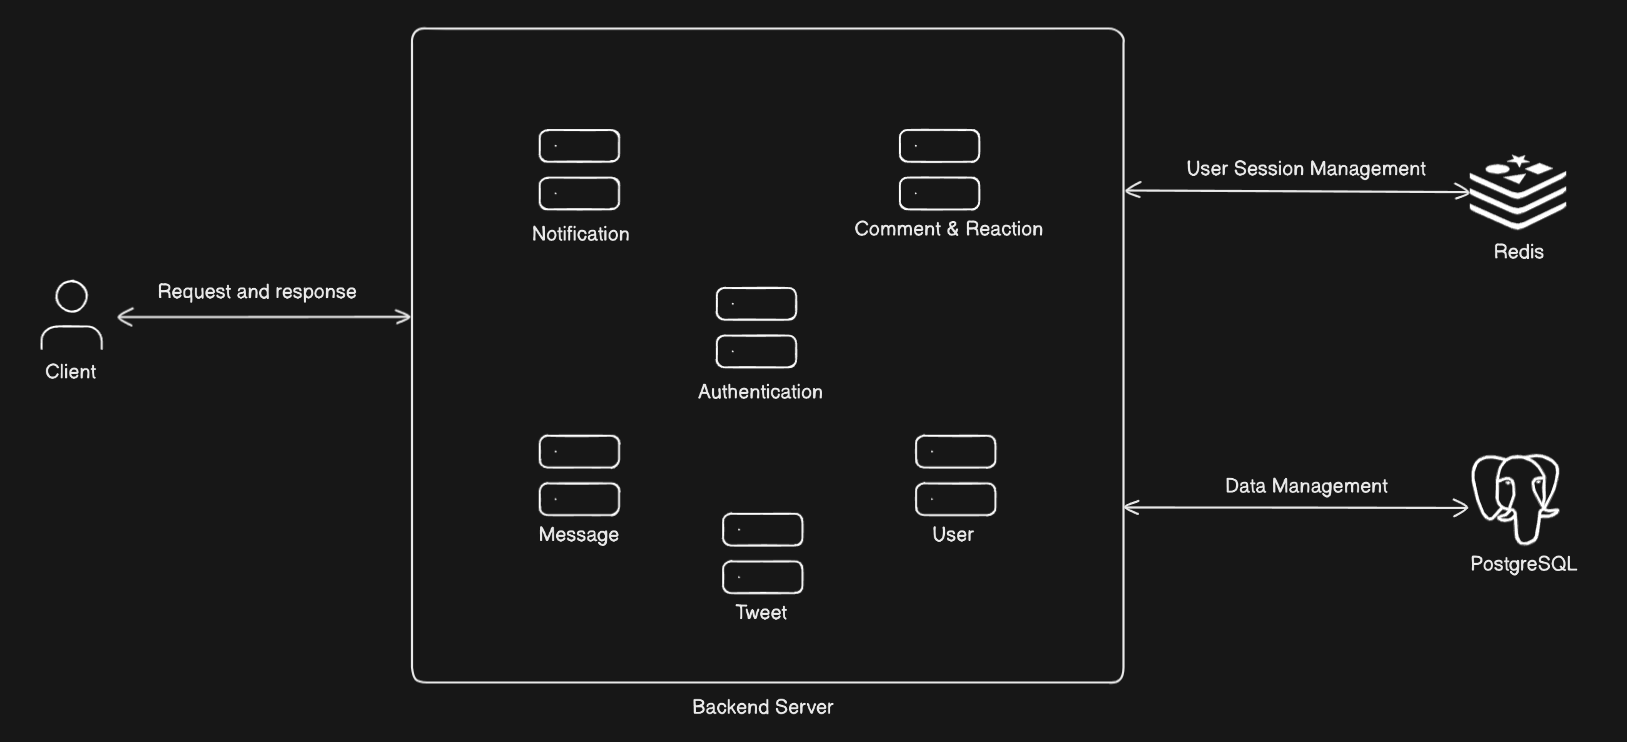 Notification
Comment & Reaction
User Session Management
Redis
Request and response
Client
Authentication
Data Management
Message
User
PostgreSQL
Tweet
Backend Server